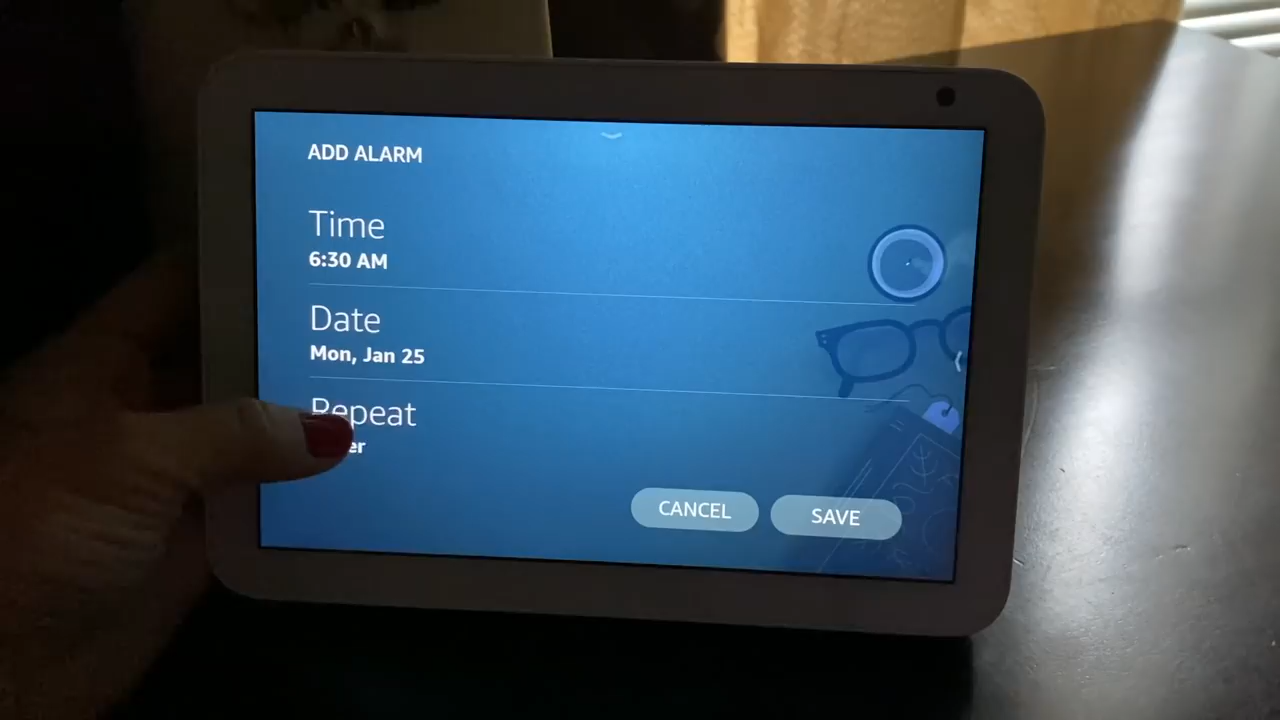 ADD ALARM
Time
6:30 AM
Date
Mon, Jan 25
Repeat
CANCEL
SAVE